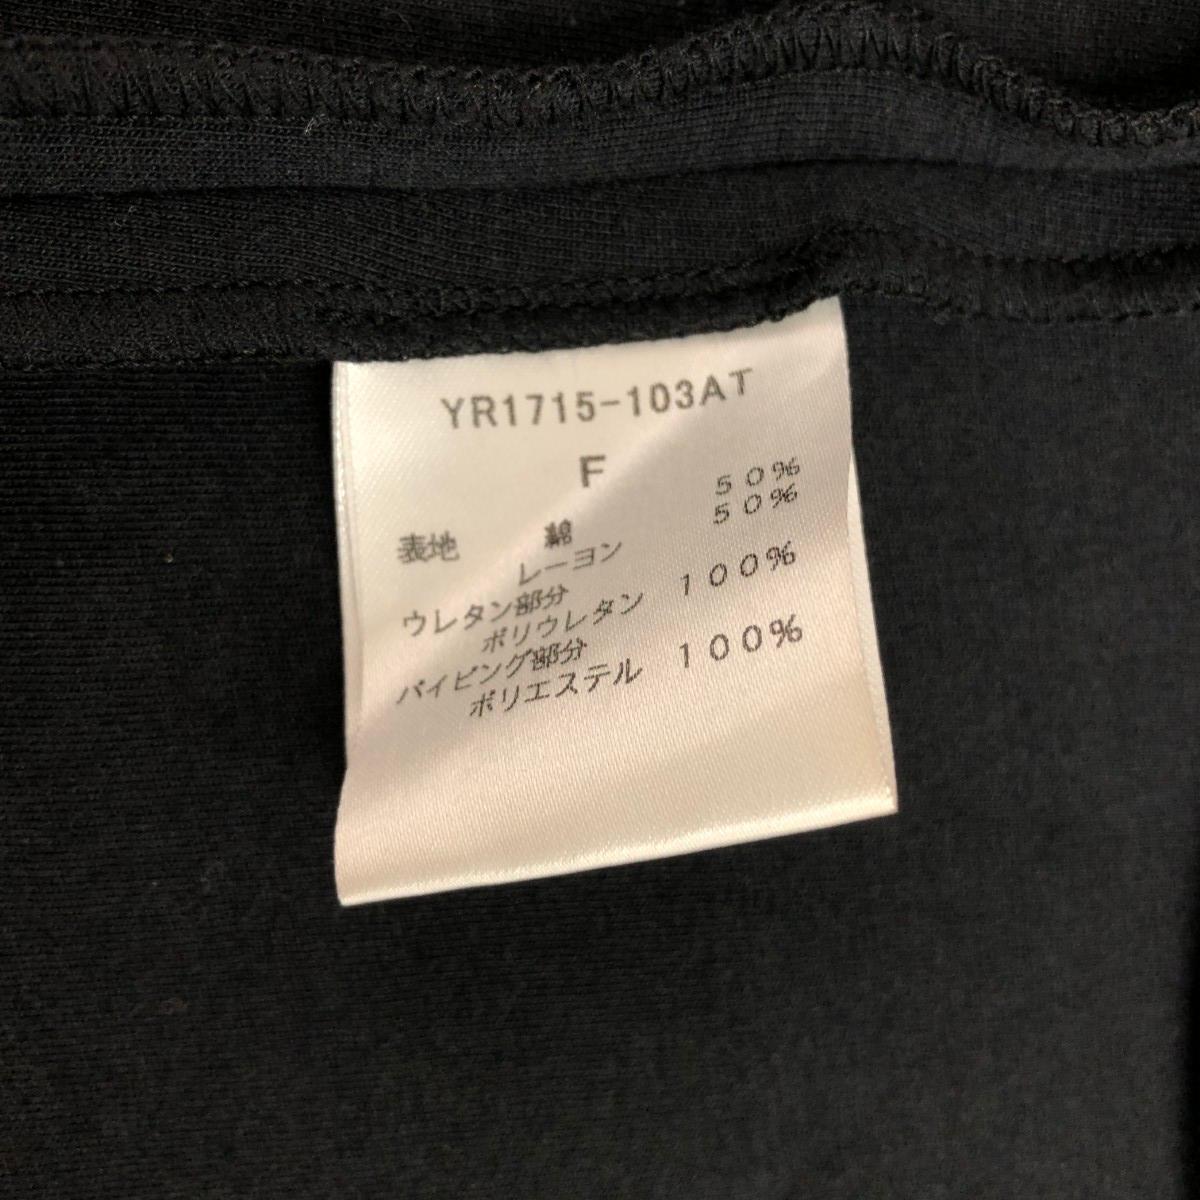 YR1715-103AT
F
表地 綿 50%
レーヨン 50%
ウレタン部分
ポリウレタン 100%
パイピング部分
ポリエステル 100%